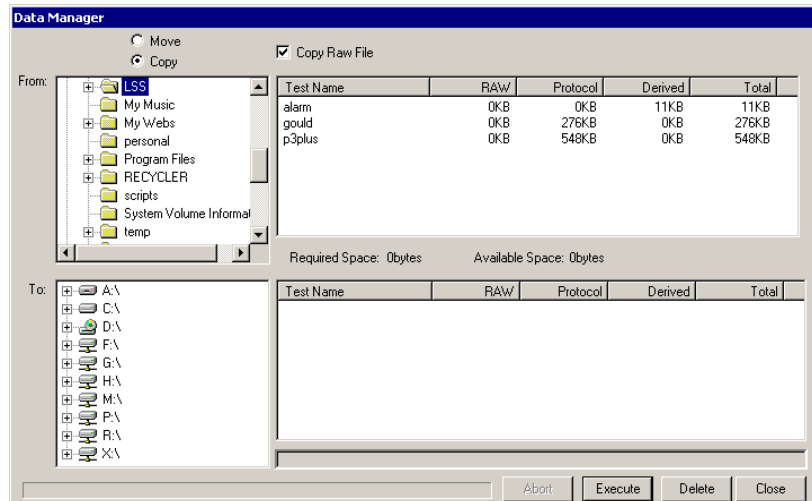 Data Manager
Move
Copy
Copy Raw File
From:
LSS
My Music
My Webs
personal
Program Files
RECYCLER
scripts
System Volume Informat
temp
Test Name RAW Protocol Derived Total
alarm 0KB 0KB 11KB 11KB
gould 0KB 276KB 0KB 276KB
p3plus 0KB 548KB 0KB 548KB
Required Space: 0bytes Available Space: 0bytes
To:
A:\
C:\
D:\
F:\
G:\
H:\
M:\
P:\
R:\
X:\
Test Name RAW Protocol Derived Total
Abort Execute Delete Close